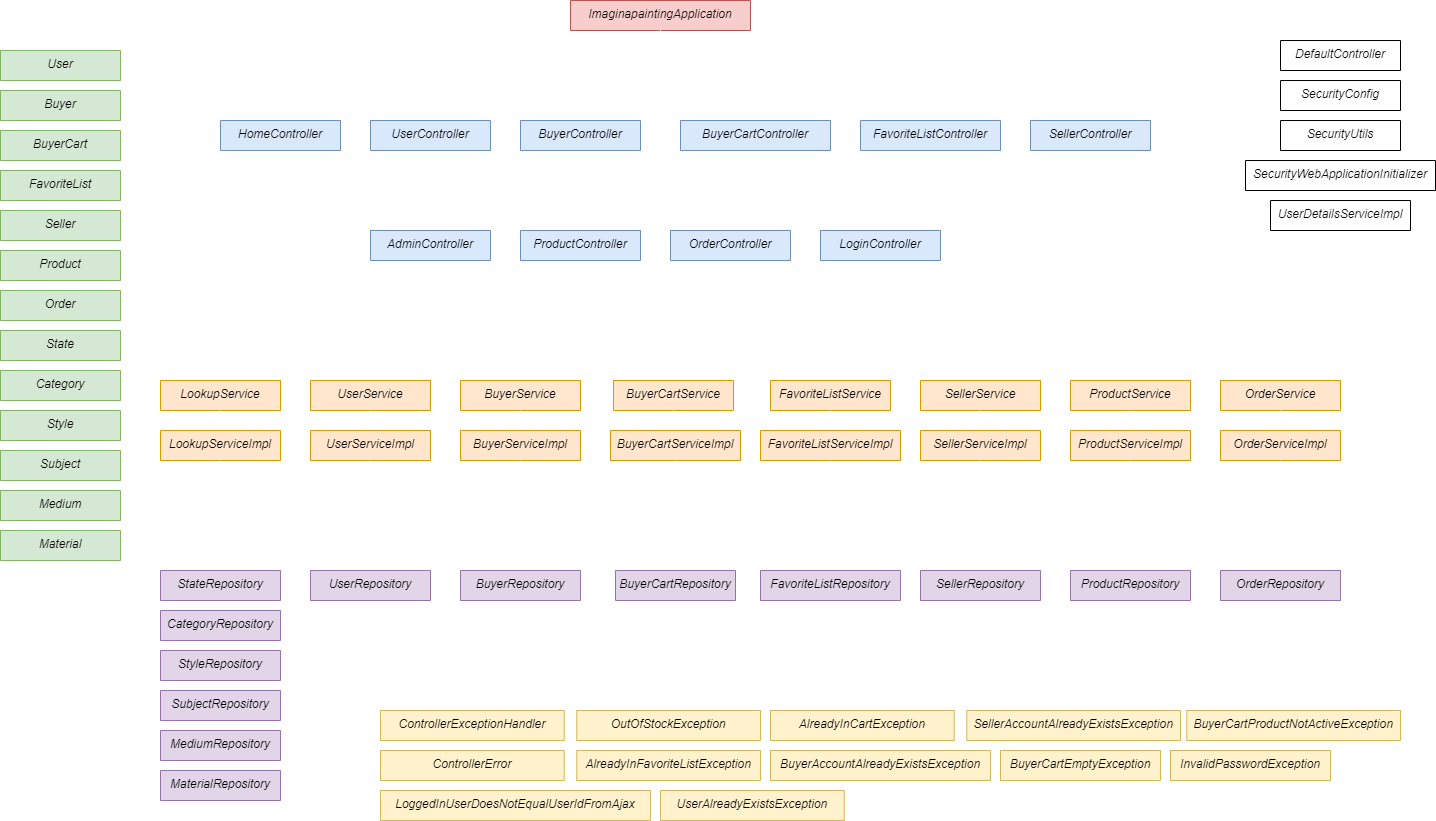 ImaginapaintingApplication
User
Buyer
BuyerCart
FavoriteList
Seller
Product
Order
State
Category
Style
Subject
Medium
Material
HomeController
UserController
BuyerController
BuyerCartController
FavoriteListController
SellerController
AdminController
ProductController
OrderController
LoginController
DefaultController
SecurityConfig
SecurityUtils
SecurityWebApplicationInitializer
UserDetailsServiceImpl
LookupService
UserService
BuyerService
BuyerCartService
FavoriteListService
SellerService
ProductService
OrderService
LookupServiceImpl
UserServiceImpl
BuyerServiceImpl
BuyerCartServiceImpl
FavoriteListServiceImpl
SellerServiceImpl
ProductServiceImpl
OrderServiceImpl
StateRepository
UserRepository
BuyerRepository
BuyerCartRepository
FavoriteListRepository
SellerRepository
ProductRepository
OrderRepository
CategoryRepository
StyleRepository
SubjectRepository
MediumRepository
MaterialRepository
ControllerExceptionHandler
OutOfStockException
AlreadyInCartException
SellerAccountAlreadyExistsException
BuyerCartProductNotActiveException
ControllerError
AlreadyInFavoriteListException
BuyerAccountAlreadyExistsException
BuyerCartEmptyException
InvalidPasswordException
LoggedInUserDoesNotEqualUserIdFromAjax
UserAlreadyExistsException